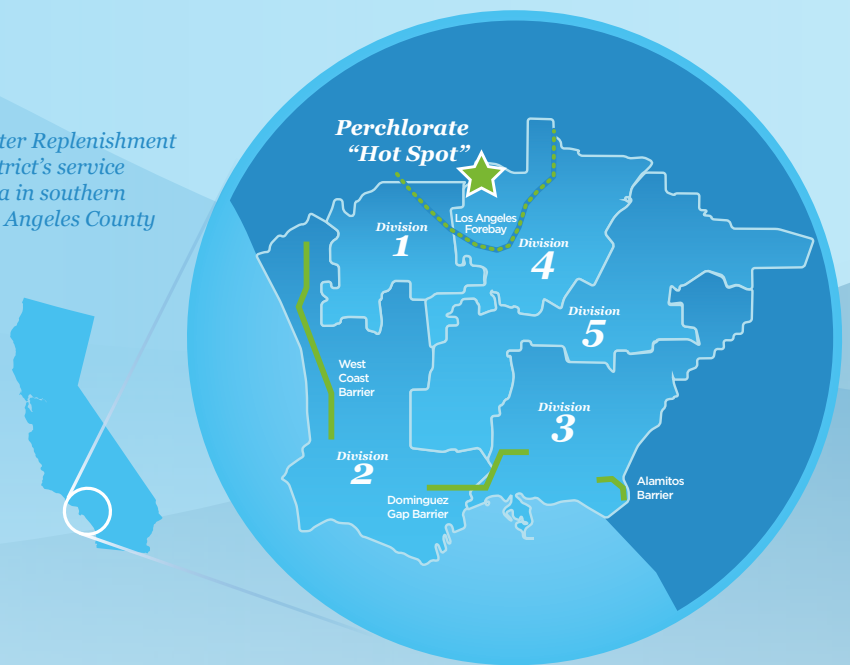 ter Replenishment
trict's service
a in southern
Angeles County
Perchlorate
“Hot Spot”
Los Angeles
Forebay
Division
1
Division
4
Division
5
West
Coast
Barrier
Division
3
Division
2
Dominguez
Gap Barrier
Alamitos
Barrier